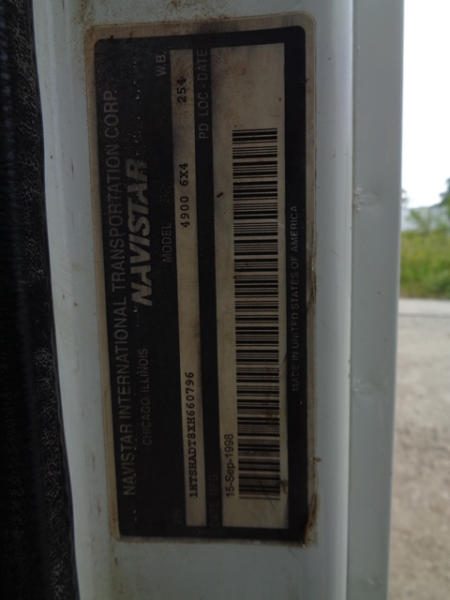 NAVISTAR INTERNATIONAL TRANSPORTATION CORP.
CHICAGO, ILLINOIS
NAVISTAR
MODEL W.B.
1HTSHADT8XH660796 4900 6X4 254
PD LOC - DATE
15-Sep-1998
MADE IN UNITED STATES OF AMERICA